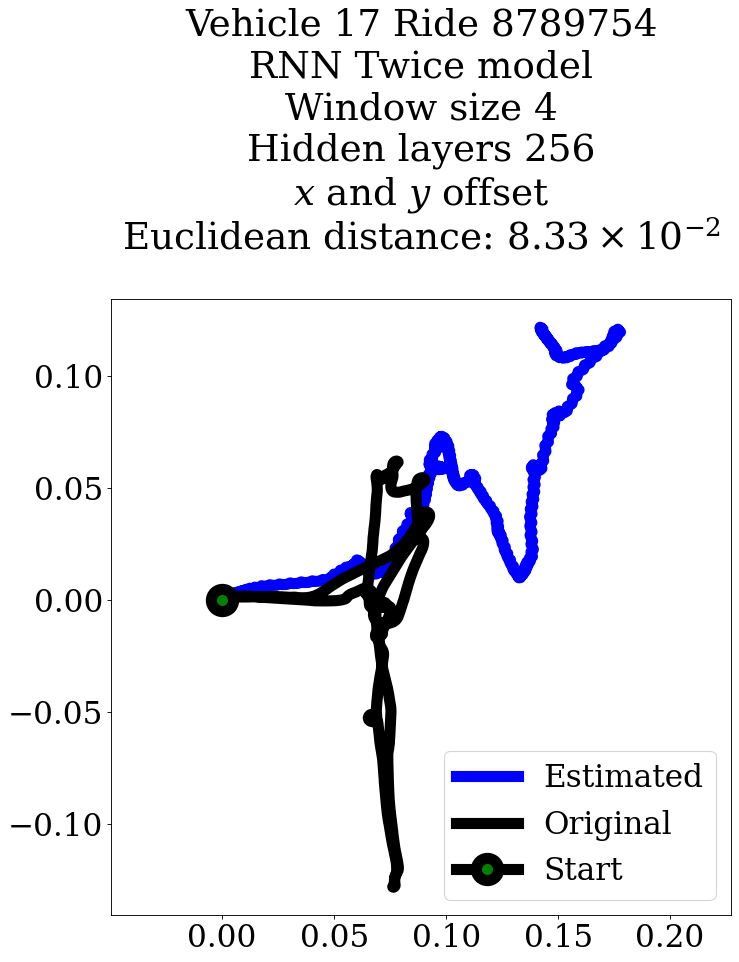 Vehicle 17 Ride 8789754
RNN Twice model
Window size 4
Hidden layers 256
x and y offset
Euclidean distance: 8.33 × 10⁻²
0.10
0.05
0.00
−0.05
−0.10
Estimated
Original
Start
0.00 0.05 0.10 0.15 0.20